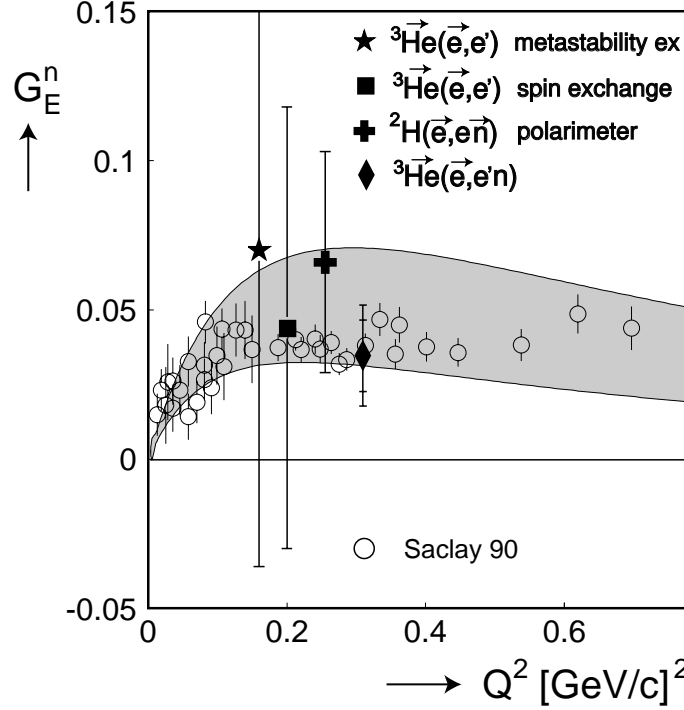 0.15
³He(e,e') metastability ex
G_E^n
³He(e,e') spin exchange
²H(e,en) polarimeter
0.1
³He(e,e'n)
0.05
0
Saclay 90
-0.05
0 0.2 0.4 0.6
Q² [GeV/c]²